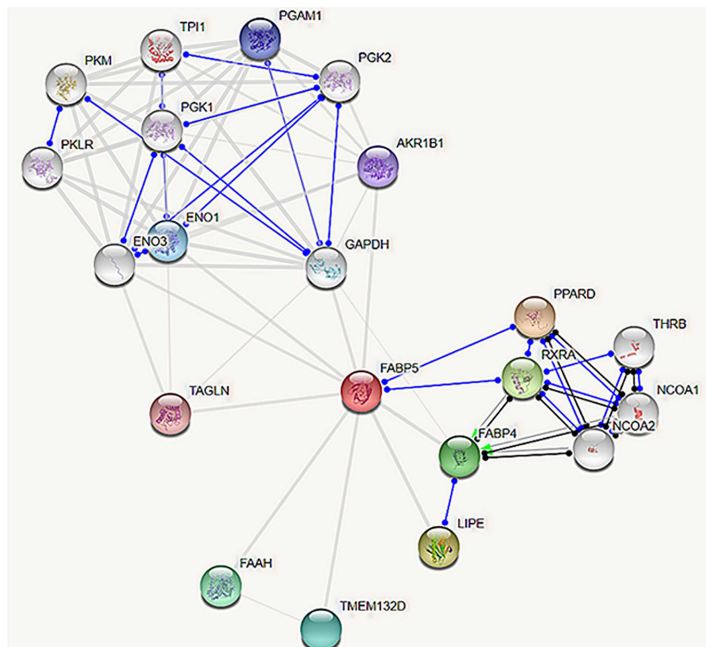 PGAM1
TPI1
PGK2
PKM
PGK1
PKLR
AKR1B1
ENO1
ENO3
GAPDH
PPARD
THRB
RXRA
FABP5
NCOA1
TAGLN
FABP4
NCOA2
LIPE
FAAH
TMEM132D